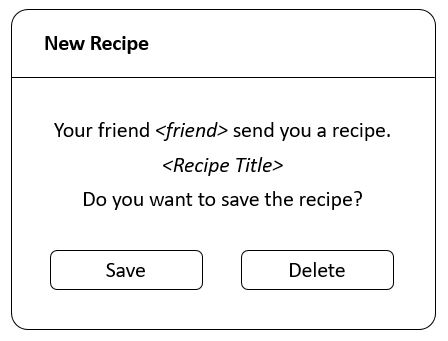 New Recipe
Your friend <friend> send you a recipe.
<Recipe Title>
Do you want to save the recipe?
Save
Delete